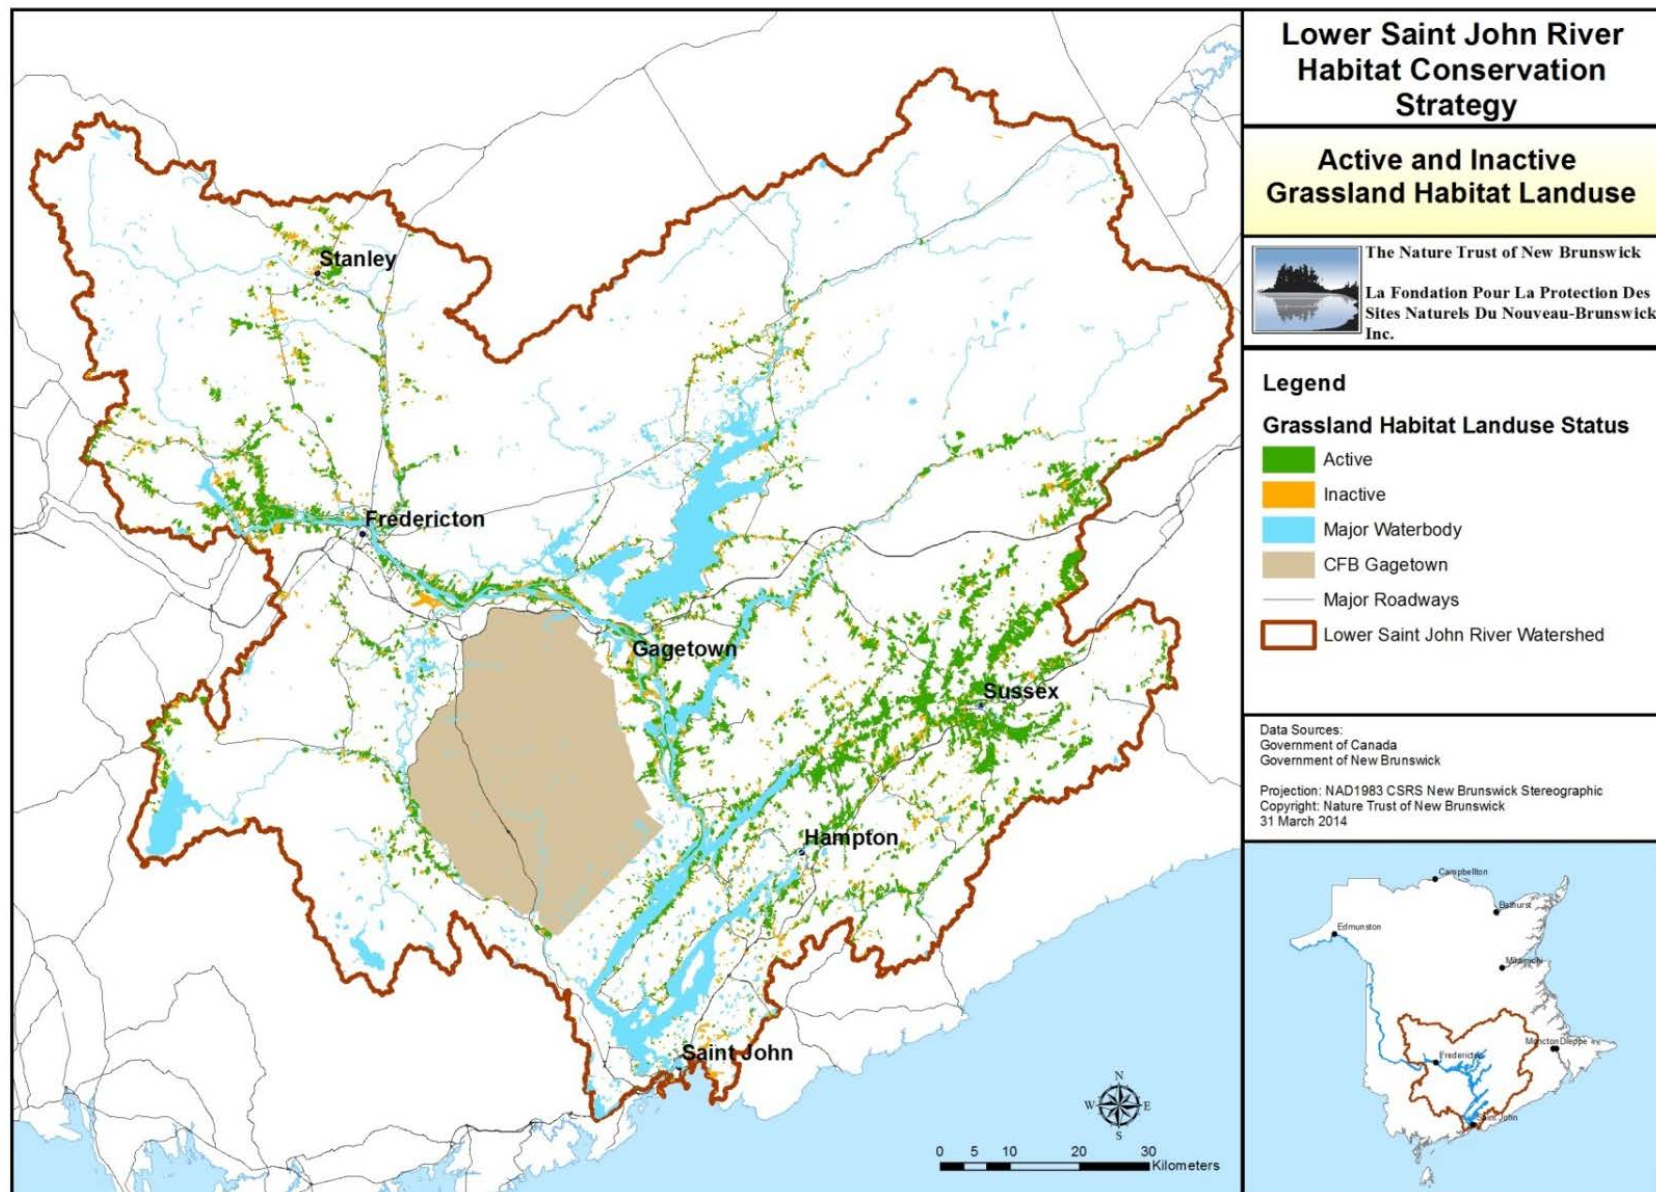 Lower Saint John River
Habitat Conservation
Strategy
Active and Inactive
Grassland Habitat Landuse
The Nature Trust of New Brunswick
La Fondation Pour La Protection Des
Sites Naturels Du Nouveau-Brunswick
Inc.
Legend
Grassland Habitat Landuse Status
Active
Inactive
Major Waterbody
CFB Gagetown
Major Roadways
Lower Saint John River Watershed
Data Sources:
Government of Canada
Government of New Brunswick
Projection: NAD1983 CSRS New Brunswick Stereographic
Copyright: Nature Trust of New Brunswick
31 March 2014
Stanley
Fredericton
Gagetown
Sussex
Hampton
Saint John
N
W E
S
0 5 10 20 30
Kilometers
Campbellton
Bathurst
Edmunston
Miramichi
Moncton Dieppe
Fredericton
Saint John